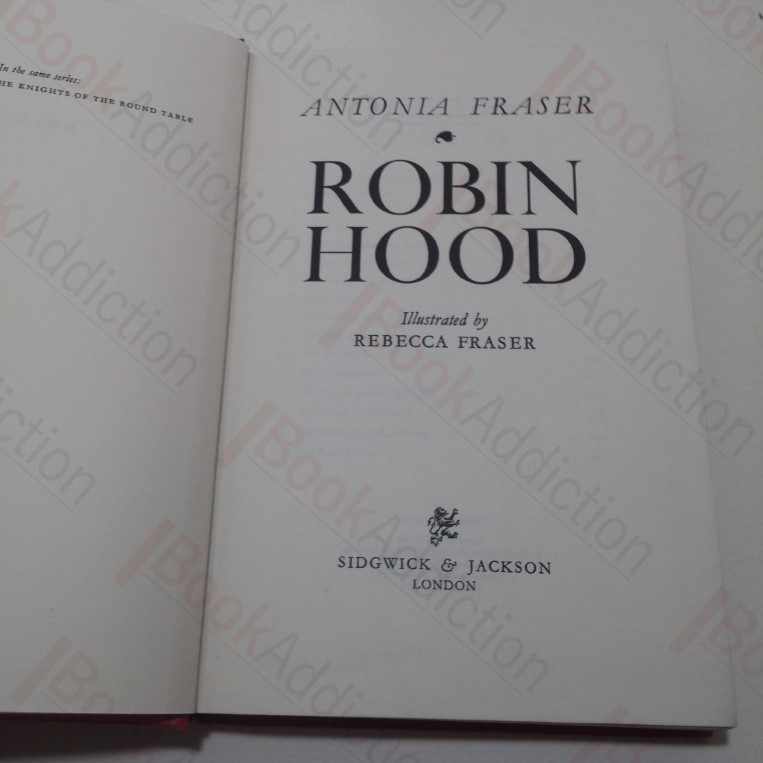 In the same series:
HE KNIGHTS OF THE ROUND TABLE
ANTONIA FRASER
ROBIN
HOOD
Illustrated by
REBECCA FRASER
SIDGWICK & JACKSON
LONDON
BookAddiction